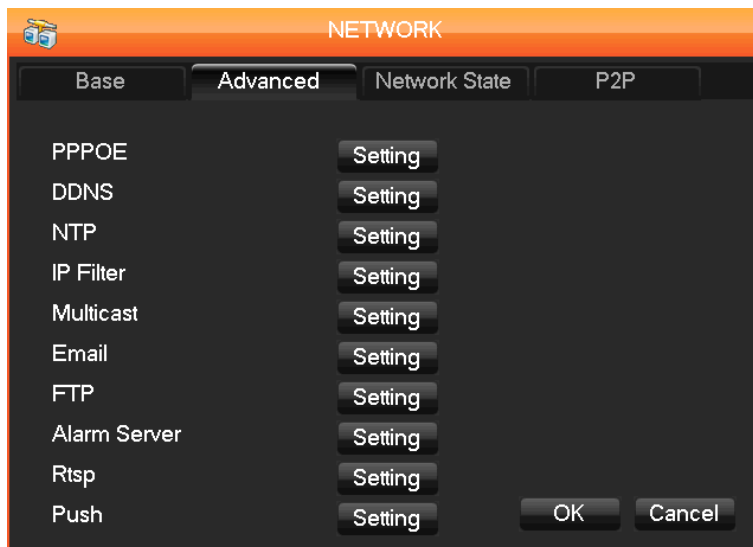 NETWORK
Base Advanced Network State P2P
PPPOE Setting
DDNS Setting
NTP Setting
IP Filter Setting
Multicast Setting
Email Setting
FTP Setting
Alarm Server Setting
Rtsp Setting
Push Setting OK Cancel